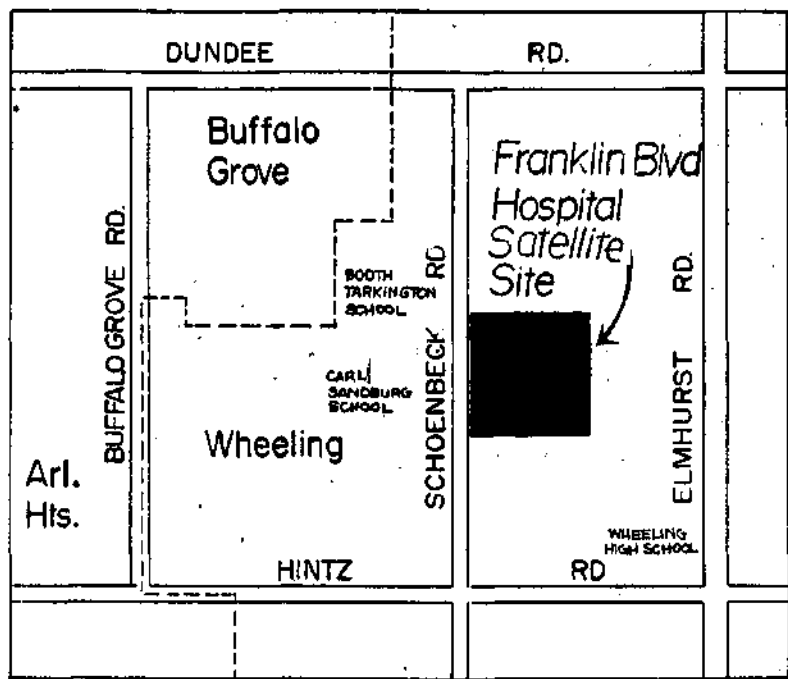 DUNDEE RD.
Buffalo
Grove
Franklin Blvd
Hospital
Satellite
Site
BUFFALO GROVE RD.
SCHOENBECK RD
ELMHURST RD.
BOOTH
TARKINGTON
SCHOOL
CARL
SANDBURG
SCHOOL
Wheeling
Arl.
Hts.
WHEELING
HIGH SCHOOL
HINTZ RD